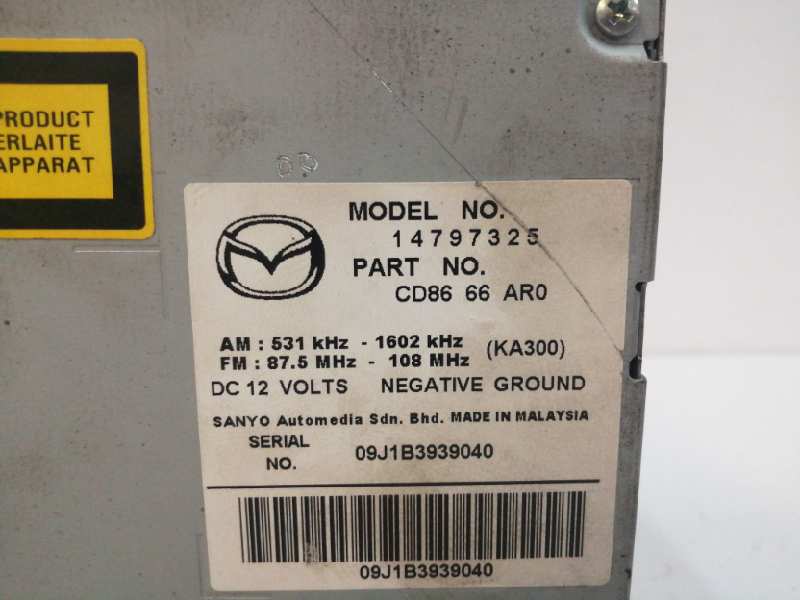 PRODUCT
ERLAITE
APPARAT
MODEL NO.
14797325
PART NO.
CD86 66 AR0
AM : 531 kHz - 1602 kHz
FM : 87.5 MHz - 108 MHz
(KA300)
DC 12 VOLTS NEGATIVE GROUND
SANYO Automedia Sdn. Bhd. MADE IN MALAYSIA
SERIAL
NO.
09J1B3939040
09J1B3939040